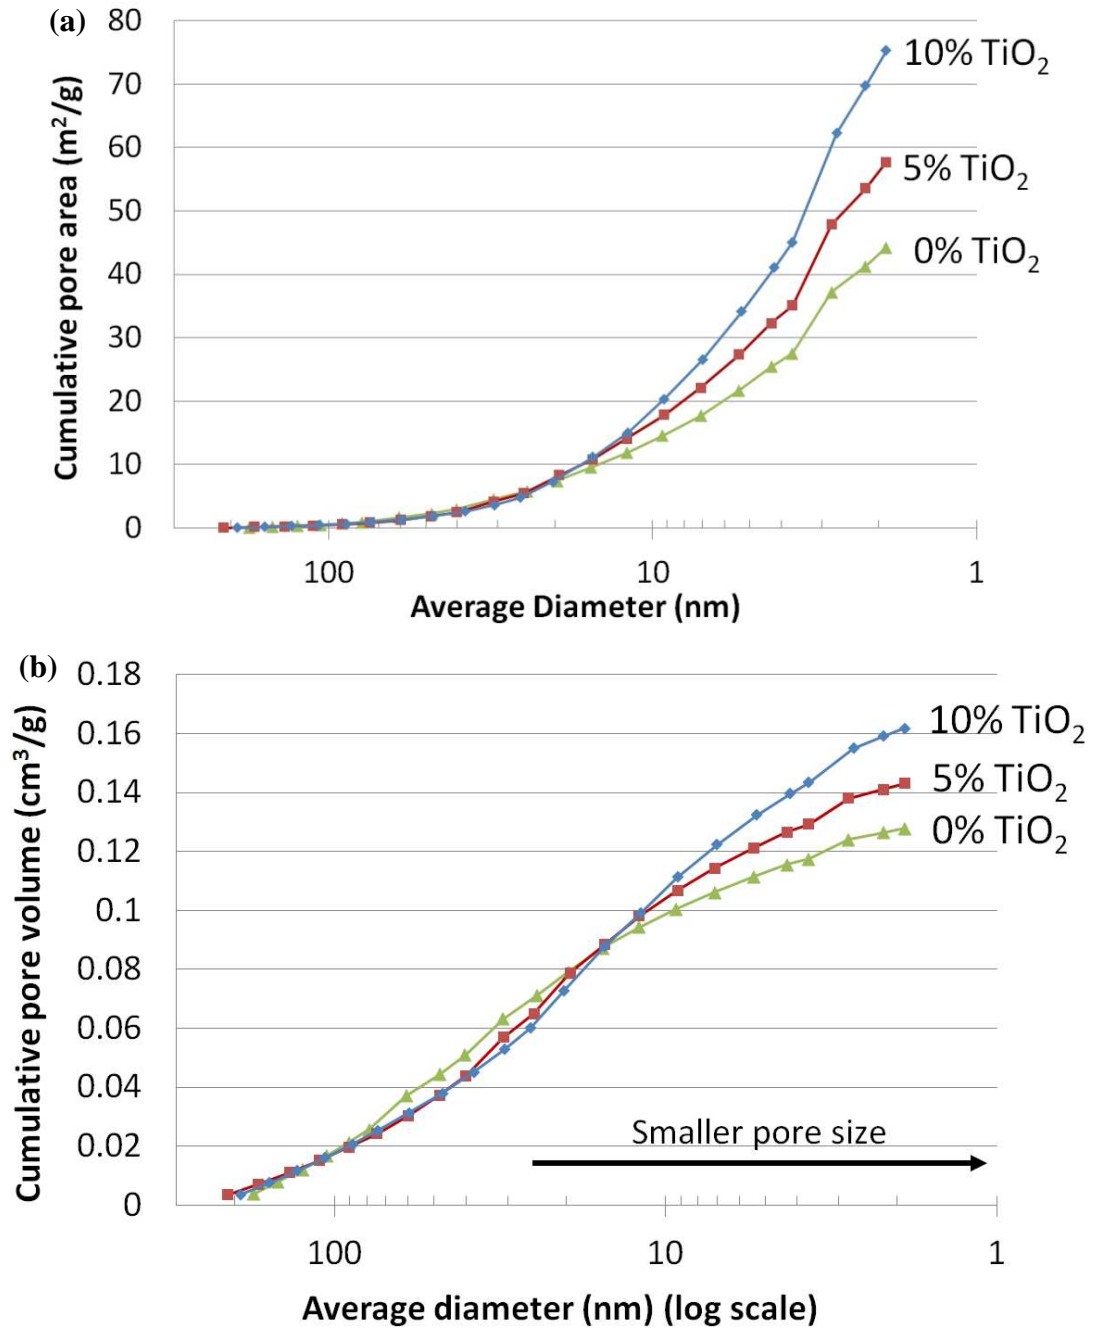 (a)
Cumulative pore area (m²/g)
80
70
60
50
40
30
20
10
0
10% TiO₂
5% TiO₂
0% TiO₂
100
10
1
Average Diameter (nm)
(b)
Cumulative pore volume (cm³/g)
0.18
0.16
0.14
0.12
0.1
0.08
0.06
0.04
0.02
0
10% TiO₂
5% TiO₂
0% TiO₂
Smaller pore size
100
10
1
Average diameter (nm) (log scale)